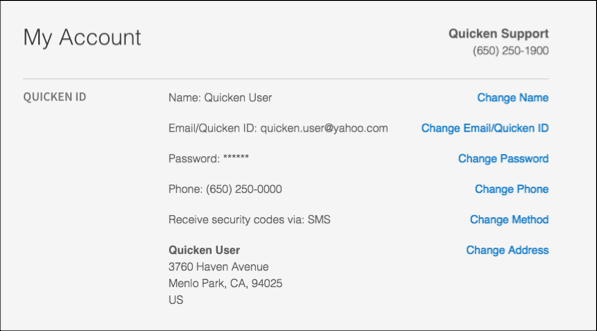 My Account
Quicken Support
(650) 250-1900
QUICKEN ID
Name: Quicken User
Change Name
Email/Quicken ID: quicken.user@yahoo.com
Change Email/Quicken ID
Password: ******
Change Password
Phone: (650) 250-0000
Change Phone
Receive security codes via: SMS
Change Method
Quicken User
Change Address
3760 Haven Avenue
Menlo Park, CA, 94025
US